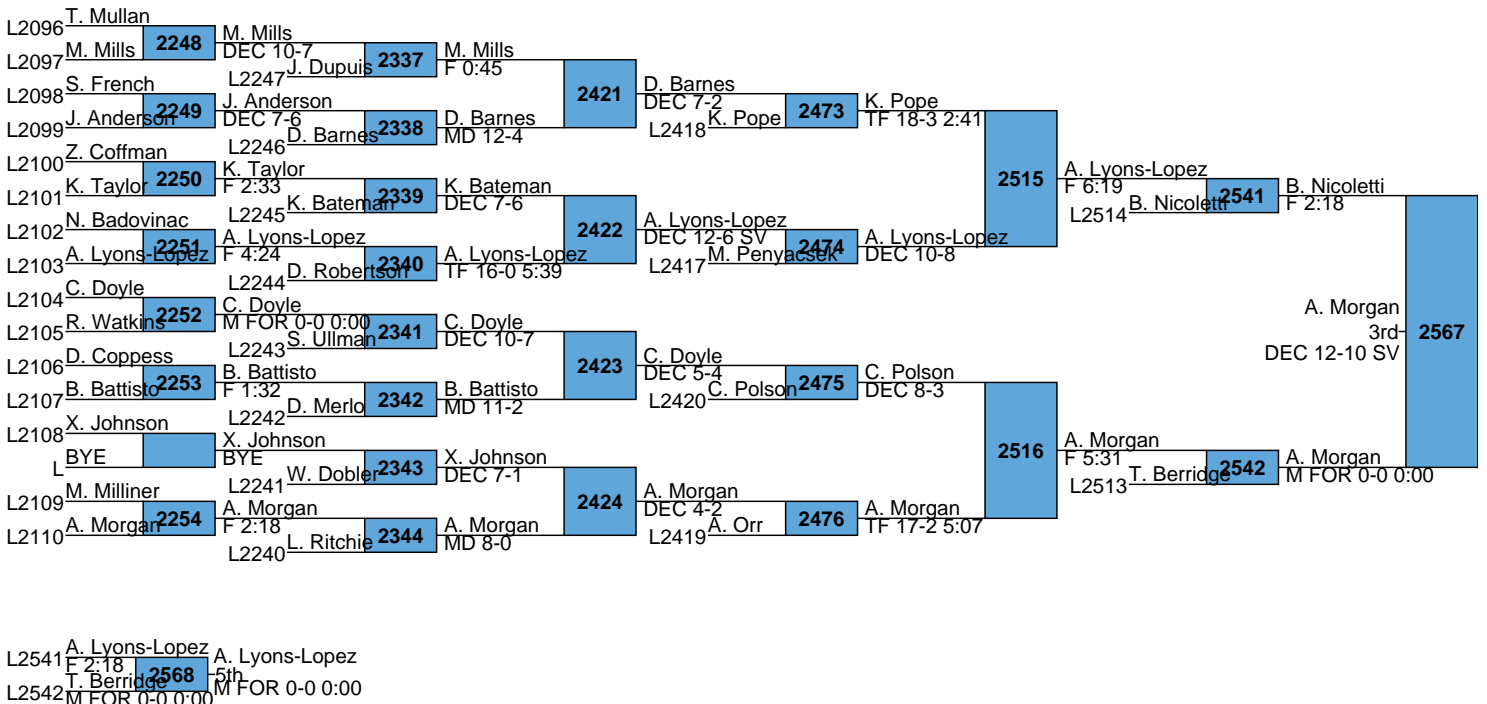 L2096 T. Mullan
L2097 M. Mills
2248
M. Mills
DEC 10-7
L2098 S. French
L2099 J. Anderson
2249
J. Anderson
DEC 7-6
L2100 Z. Coffman
L2101 K. Taylor
2250
K. Taylor
F 2:33
L2102 N. Badovinac
L2103 A. Lyons-Lopez
2251
A. Lyons-Lopez
F 4:24
L2104 C. Doyle
L2105 R. Watkins
2252
C. Doyle
M FOR 0-0 0:00
L2106 D. Coppess
L2107 B. Battisto
2253
B. Battisto
F 1:32
L2108 X. Johnson
L BYE
X. Johnson
BYE
L2109 M. Milliner
L2110 A. Morgan
2254
A. Morgan
F 2:18
L2247 J. Dupuis
2337
M. Mills
F 0:45
L2246 D. Barnes
2338
D. Barnes
MD 12-4
L2245 K. Bateman
2339
K. Bateman
DEC 7-6
L2244 D. Robertson
2340
A. Lyons-Lopez
TF 16-0 5:39
L2243 S. Ullman
2341
C. Doyle
DEC 10-7
L2242 D. Merlo
2342
B. Battisto
MD 11-2
L2241 W. Dobler
2343
X. Johnson
DEC 7-1
L2240 L. Ritchie
2344
A. Morgan
MD 8-0
2421
D. Barnes
DEC 7-2
2422
A. Lyons-Lopez
DEC 12-6 SV
2423
C. Doyle
DEC 5-4
2424
A. Morgan
DEC 4-2
L2418 K. Pope
2473
K. Pope
TF 18-3 2:41
L2417 M. Penyacsek
2474
A. Lyons-Lopez
DEC 10-8
L2420 C. Polson
2475
C. Polson
DEC 8-3
L2419 A. Orr
2476
A. Morgan
TF 17-2 5:07
2515
A. Lyons-Lopez
F 6:19
2516
A. Morgan
F 5:31
L2514 B. Nicoletti
2541
B. Nicoletti
F 2:18
L2513 T. Berridge
2542
A. Morgan
M FOR 0-0 0:00
2567
A. Morgan
3rd
DEC 12-10 SV
L2541 A. Lyons-Lopez
F 2:18
L2542 T. Berridge
M FOR 0-0 0:00
2568
A. Lyons-Lopez
5th
M FOR 0-0 0:00